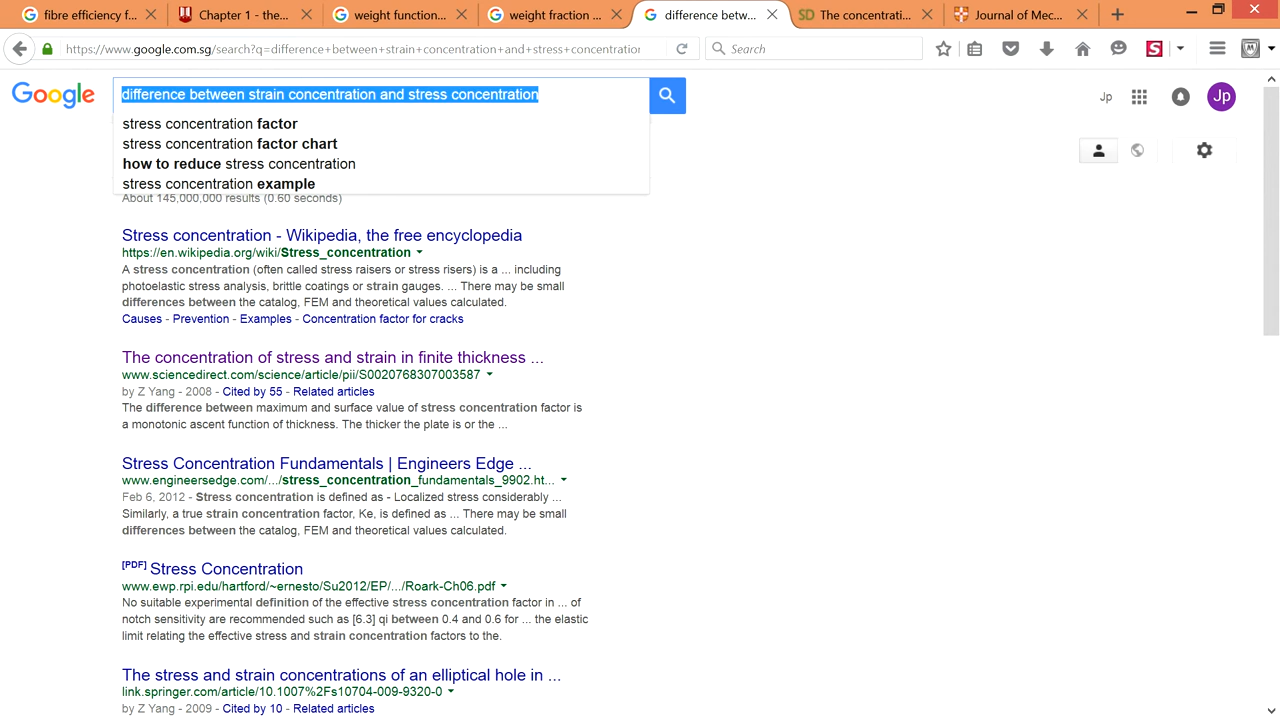 fibre efficiency f...
Chapter 1 - the...
weight function...
weight fraction ...
difference betw...
The concentrati...
Journal of Mec...
https://www.google.com.sg/search?q=difference+between+strain+concentration+and+stress+concentration
Search
Google
difference between strain concentration and stress concentration
Jp
Jp
stress concentration factor
stress concentration factor chart
how to reduce stress concentration
stress concentration example
About 145,000,000 results (0.60 seconds)
Stress concentration - Wikipedia, the free encyclopedia
https://en.wikipedia.org/wiki/Stress_concentration
A stress concentration (often called stress raisers or stress risers) is a ... including
photoelastic stress analysis, brittle coatings or strain gauges. ... There may be small
differences between the catalog, FEM and theoretical values calculated.
Causes - Prevention - Examples - Concentration factor for cracks
The concentration of stress and strain in finite thickness ...
www.sciencedirect.com/science/article/pii/S0020768307003587
by Z Yang - 2008 - Cited by 55 - Related articles
The difference between maximum and surface value of stress concentration factor is
a monotonic ascent function of thickness. The thicker the plate is or the ...
Stress Concentration Fundamentals | Engineers Edge ...
www.engineersedge.com/.../stress_concentration_fundamentals_9902.ht...
Feb 6, 2012 - Stress concentration is defined as - Localized stress considerably ...
Similarly, a true strain concentration factor, Ke, is defined as ... There may be small
differences between the catalog, FEM and theoretical values calculated.
[PDF] Stress Concentration
www.ewp.rpi.edu/hartford/~ernesto/Su2012/EP/.../Roark-Ch06.pdf
No suitable experimental definition of the effective stress concentration factor in ... of
notch sensitivity are recommended such as [6.3] qi between 0.4 and 0.6 for ... the elastic
limit relating the effective stress and strain concentration factors to the.
The stress and strain concentrations of an elliptical hole in ...
link.springer.com/article/10.1007%2Fs10704-009-9320-0
by Z Yang - 2009 - Cited by 10 - Related articles